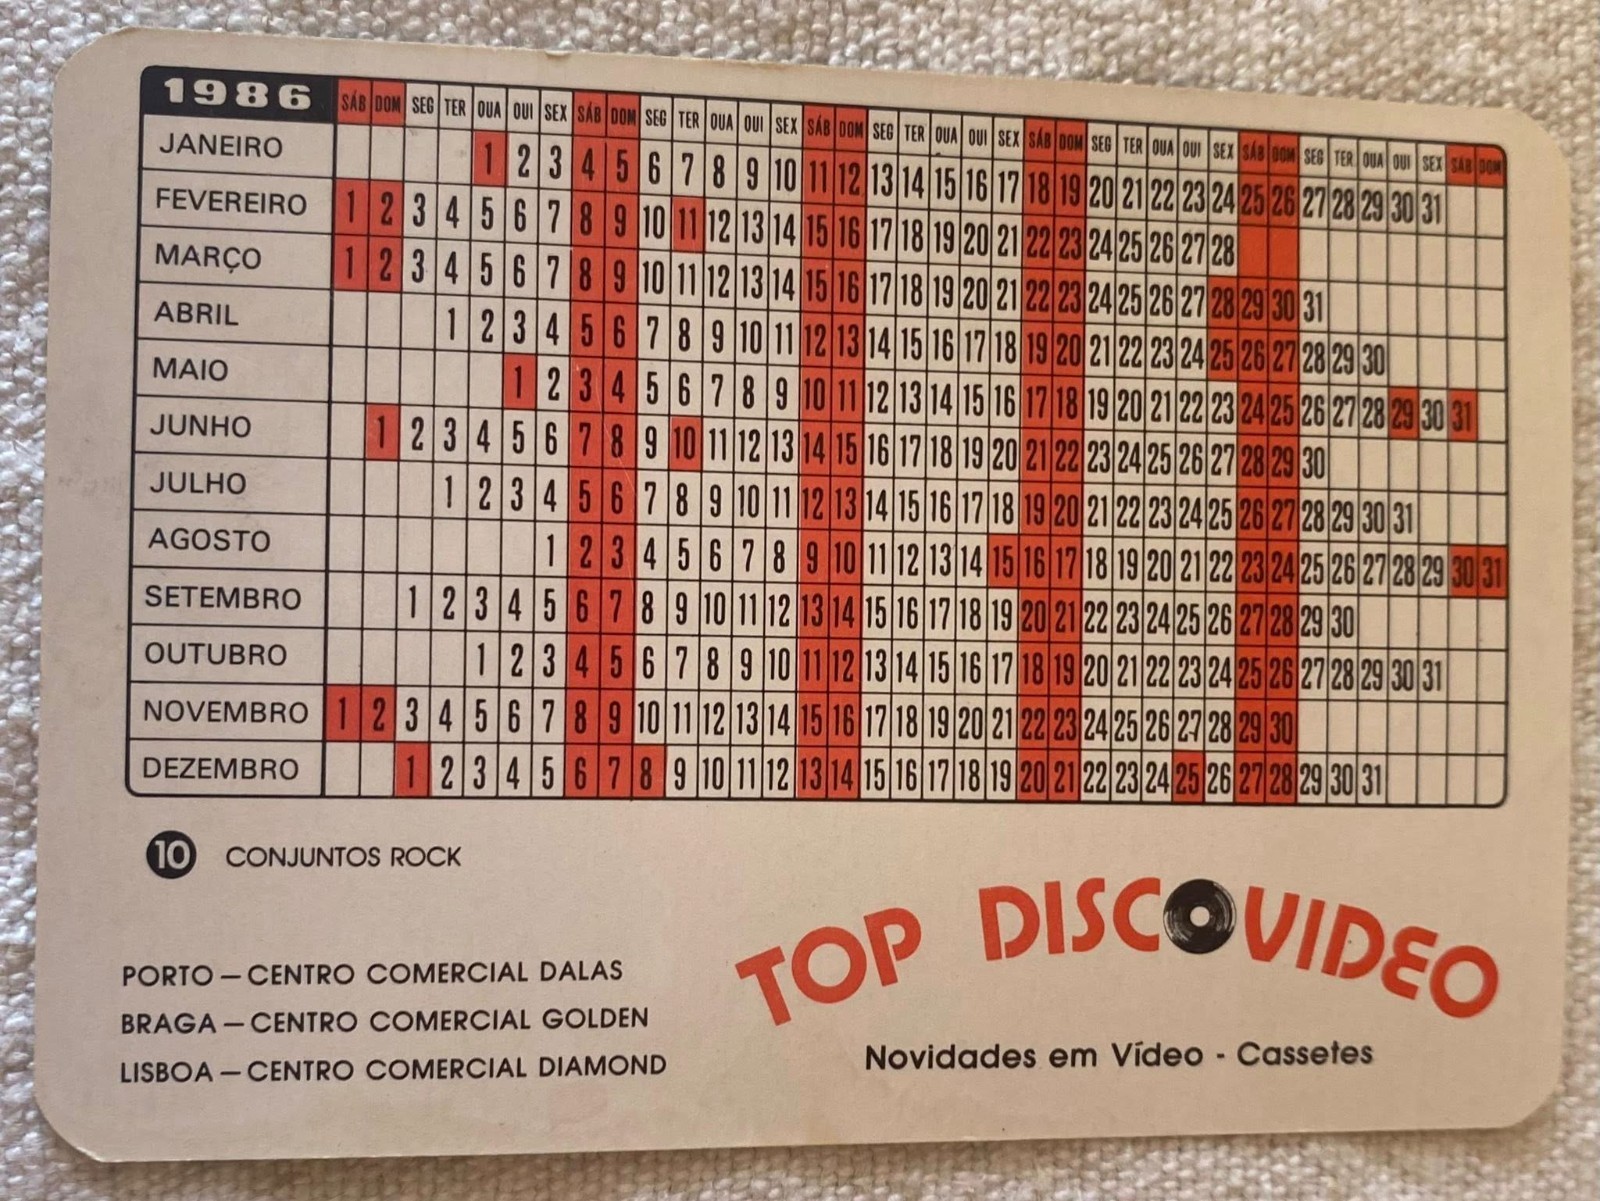 1986 SÁB DOM SEG TER QUA QUI SEX SÁB DOM SEG TER QUA QUI SEX SÁB DOM SEG TER QUA QUI SEX SÁB DOM SEG TER QUA QUI SEX SÁB DOM SEG TER QUA QUI SEX SÁB DOM
JANEIRO 1 2 3 4 5 6 7 8 9 10 11 12 13 14 15 16 17 18 19 20 21 22 23 24 25 26 27 28 29 30 31
FEVEREIRO 1 2 3 4 5 6 7 8 9 10 11 12 13 14 15 16 17 18 19 20 21 22 23 24 25 26 27 28
MARÇO 1 2 3 4 5 6 7 8 9 10 11 12 13 14 15 16 17 18 19 20 21 22 23 24 25 26 27 28 29 30 31
ABRIL 1 2 3 4 5 6 7 8 9 10 11 12 13 14 15 16 17 18 19 20 21 22 23 24 25 26 27 28 29 30
MAIO 1 2 3 4 5 6 7 8 9 10 11 12 13 14 15 16 17 18 19 20 21 22 23 24 25 26 27 28 29 30 31
JUNHO 1 2 3 4 5 6 7 8 9 10 11 12 13 14 15 16 17 18 19 20 21 22 23 24 25 26 27 28 29 30
JULHO 1 2 3 4 5 6 7 8 9 10 11 12 13 14 15 16 17 18 19 20 21 22 23 24 25 26 27 28 29 30 31
AGOSTO 1 2 3 4 5 6 7 8 9 10 11 12 13 14 15 16 17 18 19 20 21 22 23 24 25 26 27 28 29 30 31
SETEMBRO 1 2 3 4 5 6 7 8 9 10 11 12 13 14 15 16 17 18 19 20 21 22 23 24 25 26 27 28 29 30
OUTUBRO 1 2 3 4 5 6 7 8 9 10 11 12 13 14 15 16 17 18 19 20 21 22 23 24 25 26 27 28 29 30 31
NOVEMBRO 1 2 3 4 5 6 7 8 9 10 11 12 13 14 15 16 17 18 19 20 21 22 23 24 25 26 27 28 29 30
DEZEMBRO 1 2 3 4 5 6 7 8 9 10 11 12 13 14 15 16 17 18 19 20 21 22 23 24 25 26 27 28 29 30 31
10 CONJUNTOS ROCK
PORTO — CENTRO COMERCIAL DALAS
BRAGA — CENTRO COMERCIAL GOLDEN
LISBOA — CENTRO COMERCIAL DIAMOND
TOP DISCOVIDEO
Novidades em Vídeo - Cassetes